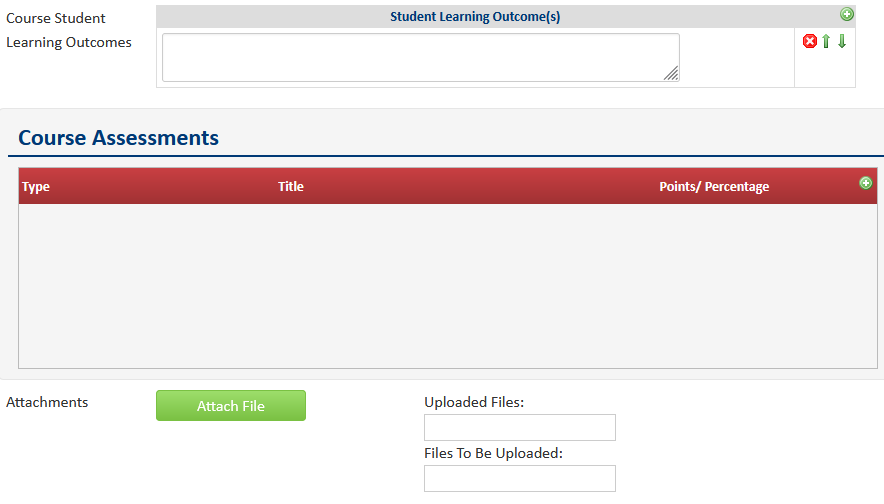 Course Student
Learning Outcomes
Student Learning Outcome(s)
Course Assessments
Type Title Points/ Percentage
Attachments
Attach File
Uploaded Files:
Files To Be Uploaded: